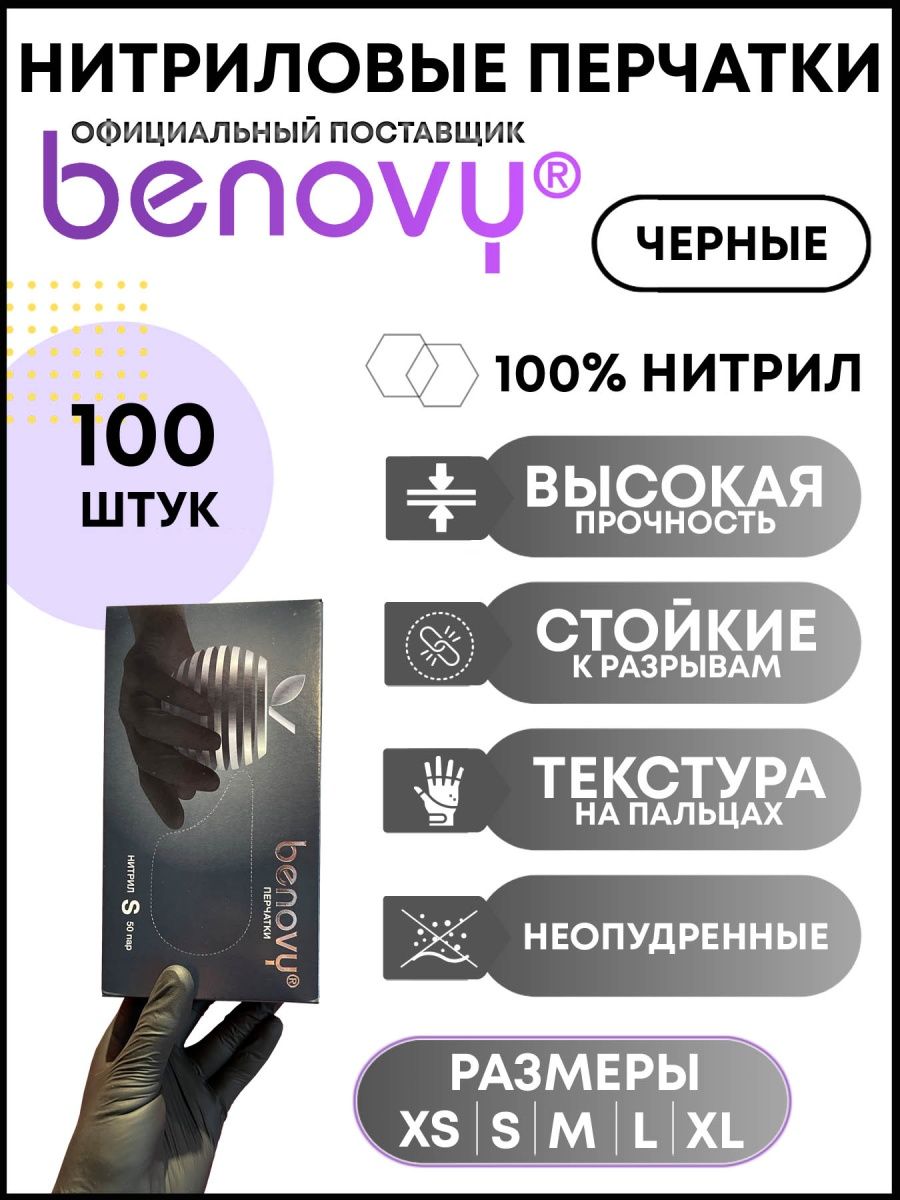 НИТРИЛОВЫЕ ПЕРЧАТКИ
ОФИЦИАЛЬНЫЙ ПОСТАВЩИК
benovy®
ЧЕРНЫЕ
100% НИТРИЛ
100
ШТУК
ВЫСОКАЯ
ПРОЧНОСТЬ
СТОЙКИЕ
К РАЗРЫВАМ
ТЕКСТУРА
НА ПАЛЬЦАХ
НЕОПУДРЕННЫЕ
benovy®
ПЕРЧАТКИ
НИТРИЛ S 50 пар
РАЗМЕРЫ
XS|S|M|L|XL